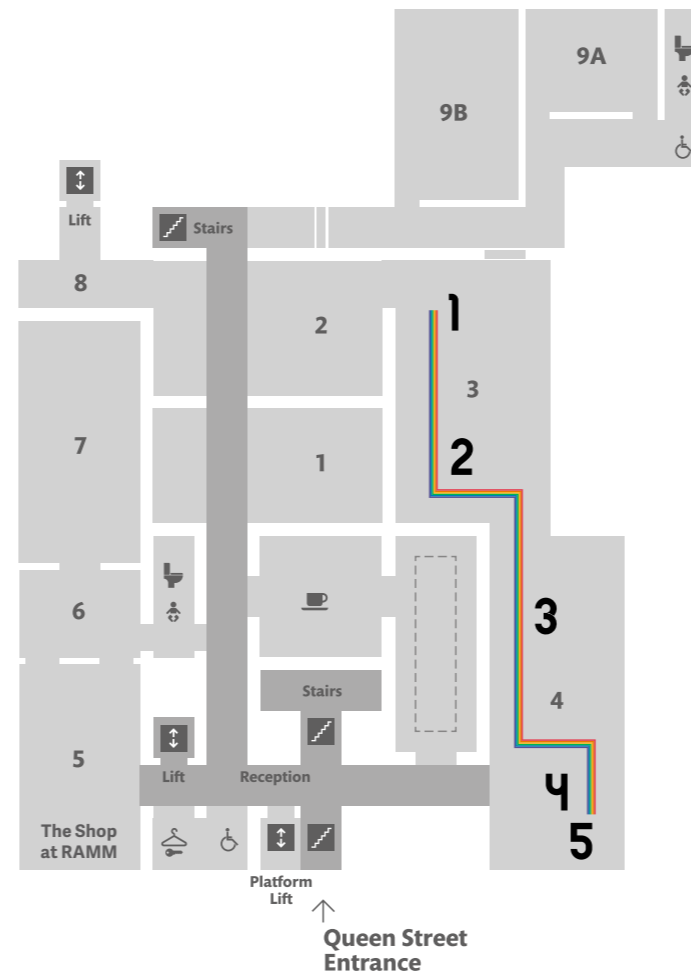 9A
9B
Lift
Stairs
8
2
1
3
7
1
2
6
3
Stairs
4
5
Lift
Reception
4
The Shop
at RAMM
5
Platform
Lift
Queen Street
Entrance